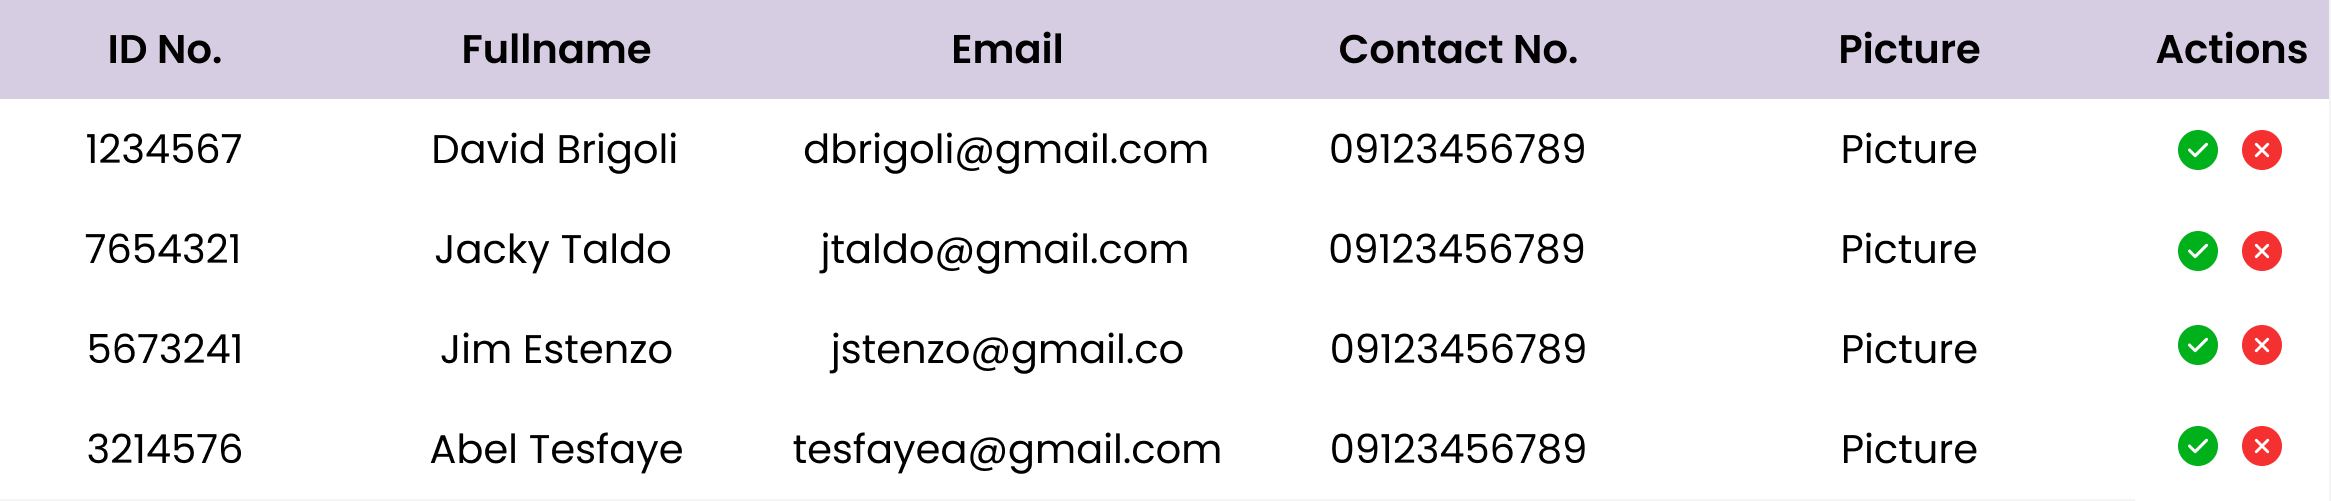 ID No. Fullname Email Contact No. Picture Actions
1234567 David Brigoli dbrigoli@gmail.com 09123456789 Picture
7654321 Jacky Taldo jtaldo@gmail.com 09123456789 Picture
5673241 Jim Estenzo jstenzo@gmail.co 09123456789 Picture
3214576 Abel Tesfaye tesfayea@gmail.com 09123456789 Picture